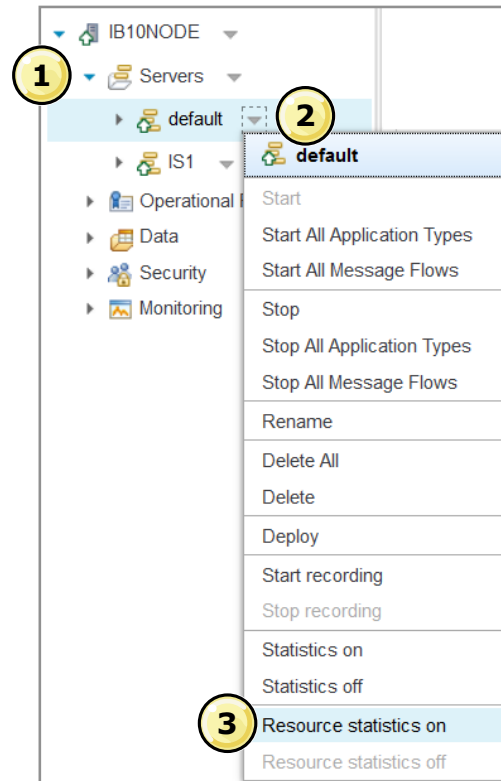 IB10NODE
1 Servers
default 2
default
IS1
Start
Operational
Start All Application Types
Data
Start All Message Flows
Security
Monitoring
Stop
Stop All Application Types
Stop All Message Flows
Rename
Delete All
Delete
Deploy
Start recording
Stop recording
Statistics on
Statistics off
3 Resource statistics on
Resource statistics off